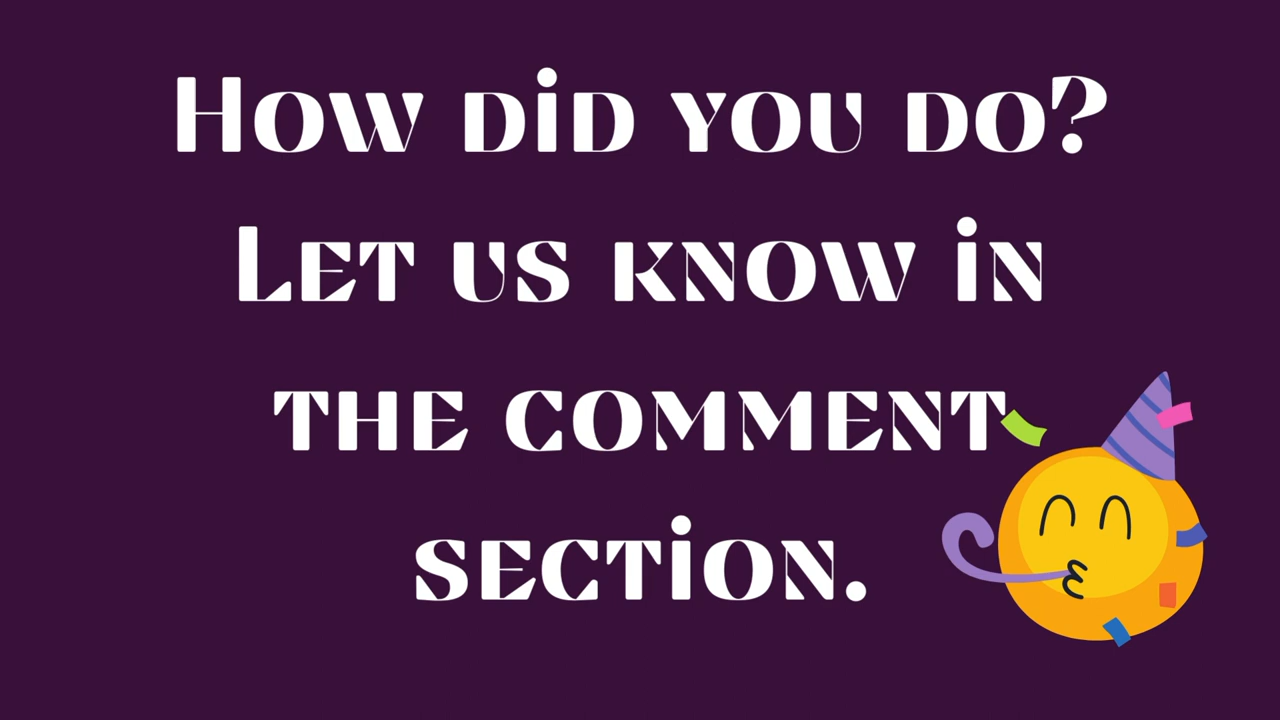 How did you do?
Let us know in
the comment
section.